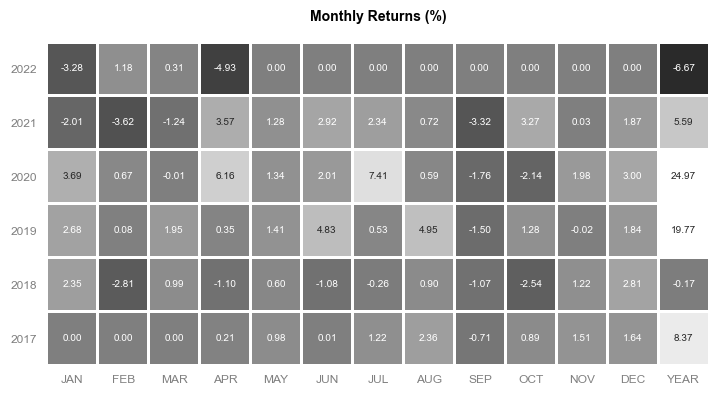 Monthly Returns (%)
2022 -3.28 1.18 0.31 -4.93 0.00 0.00 0.00 0.00 0.00 0.00 0.00 0.00 -6.67
2021 -2.01 -3.62 -1.24 3.57 1.28 2.92 2.34 0.72 -3.32 3.27 0.03 1.87 5.59
2020 3.69 0.67 -0.01 6.16 1.34 2.01 7.41 0.59 -1.76 -2.14 1.98 3.00 24.97
2019 2.68 0.08 1.95 0.35 1.41 4.83 0.53 4.95 -1.50 1.28 -0.02 1.84 19.77
2018 2.35 -2.81 0.99 -1.10 0.60 -1.08 -0.26 0.90 -1.07 -2.54 1.22 2.81 -0.17
2017 0.00 0.00 0.00 0.21 0.98 0.01 1.22 2.36 -0.71 0.89 1.51 1.64 8.37
JAN FEB MAR APR MAY JUN JUL AUG SEP OCT NOV DEC YEAR